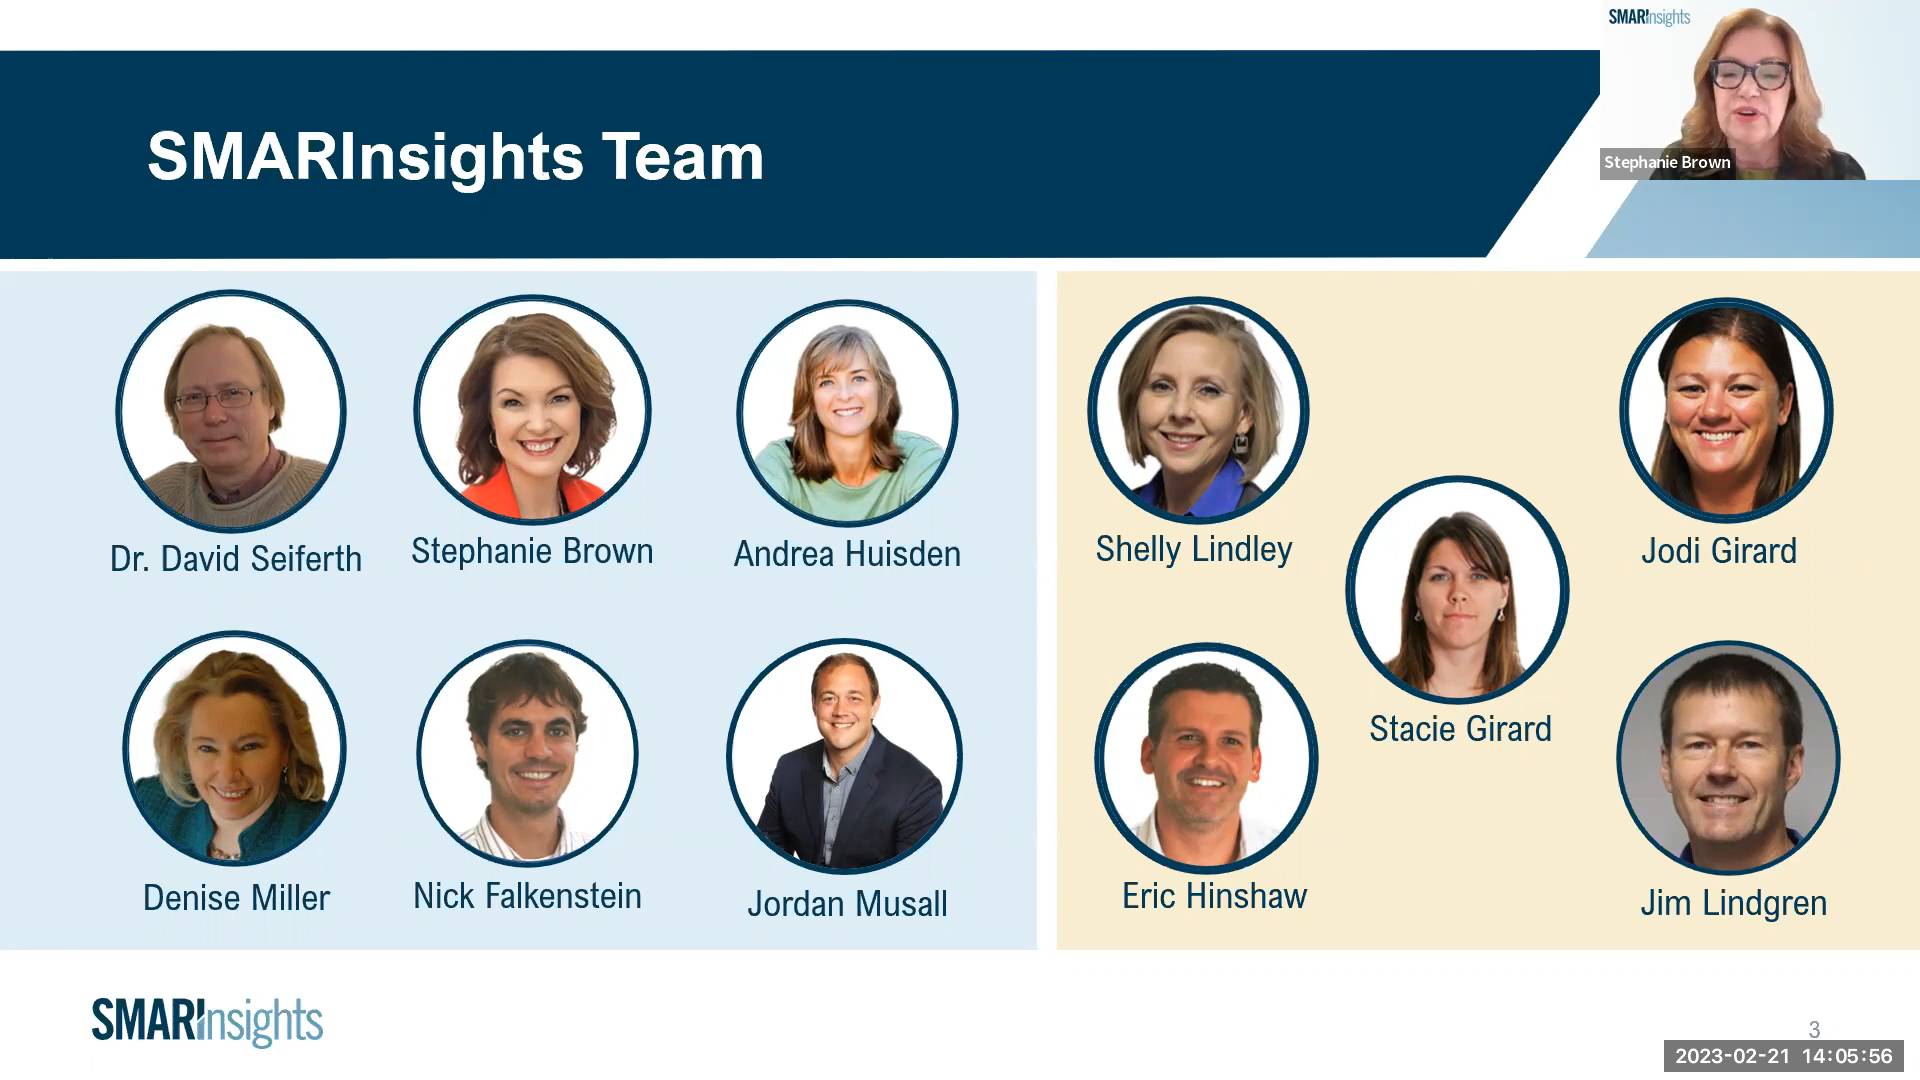 SMARInsights
Stephanie Brown
SMARInsights Team
Dr. David Seiferth
Stephanie Brown
Andrea Huisden
Shelly Lindley
Jodi Girard
Stacie Girard
Denise Miller
Nick Falkenstein
Jordan Musall
Eric Hinshaw
Jim Lindgren
SMARInsights
3
2023-02-21 14:05:56